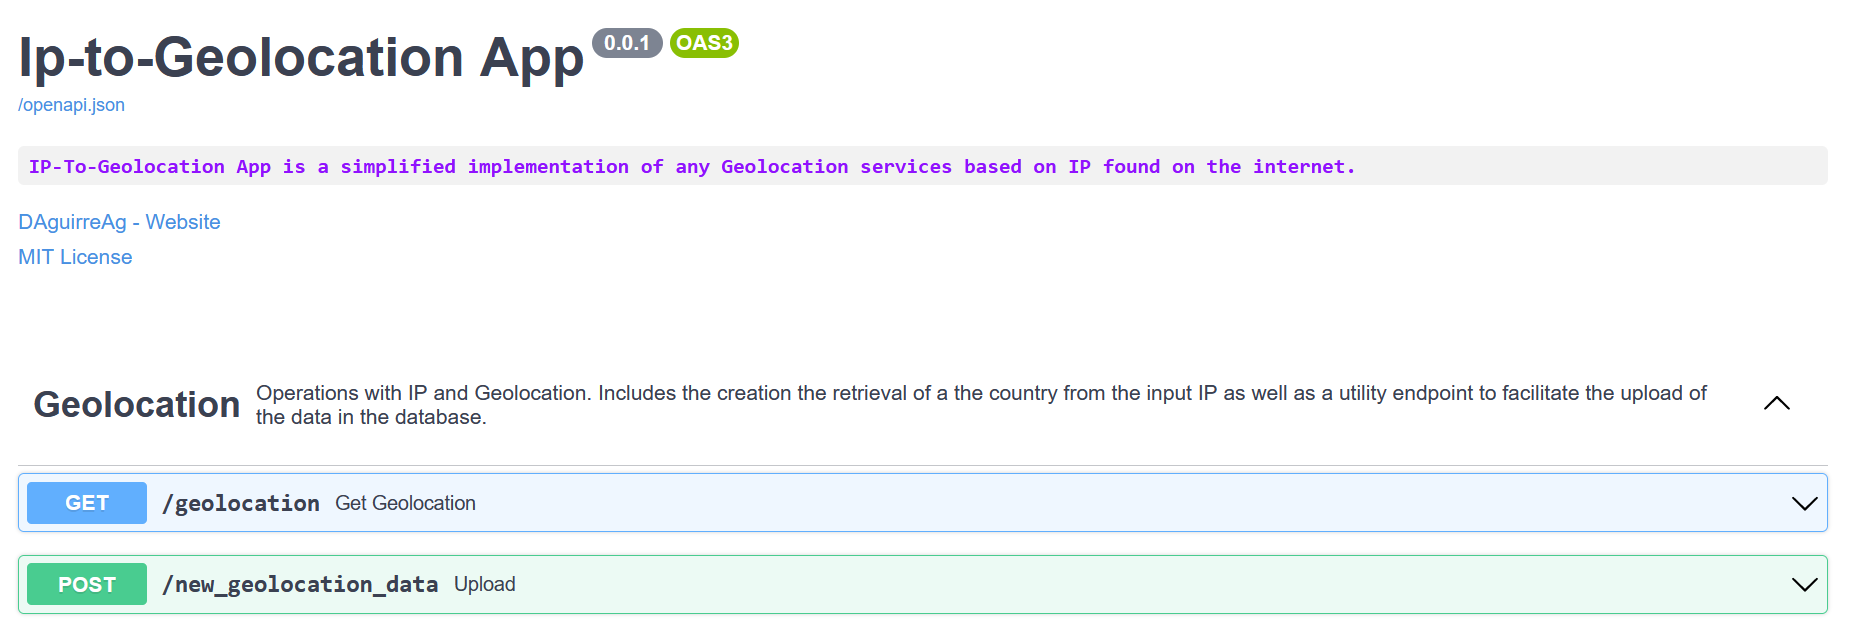 Ip-to-Geolocation App 0.0.1 OAS3
/openapi.json
IP-To-Geolocation App is a simplified implementation of any Geolocation services based on IP found on the internet.
DAguirreAg - Website
MIT License
Geolocation
Operations with IP and Geolocation. Includes the creation the retrieval of a the country from the input IP as well as a utility endpoint to facilitate the upload of
the data in the database.
GET /geolocation Get Geolocation
POST /new_geolocation_data Upload